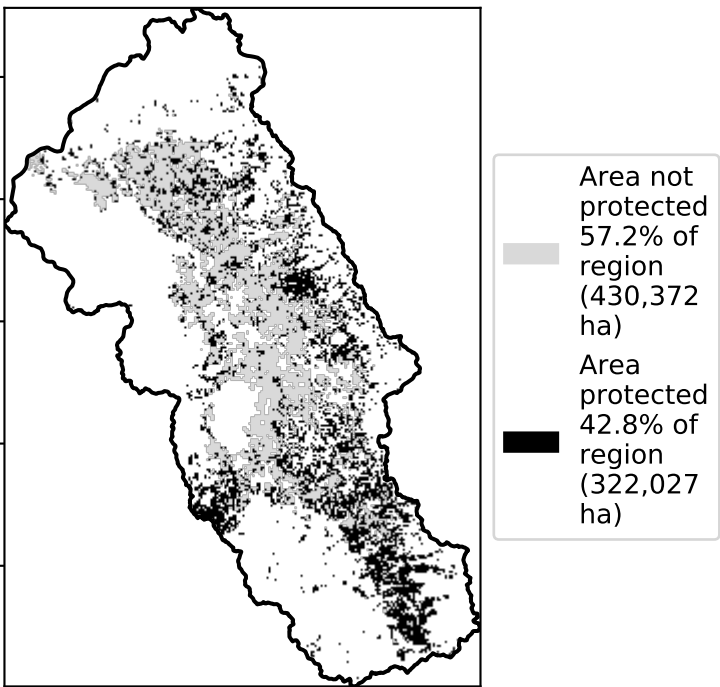 Area not
protected
57.2% of
region
(430,372
ha)
Area
protected
42.8% of
region
(322,027
ha)